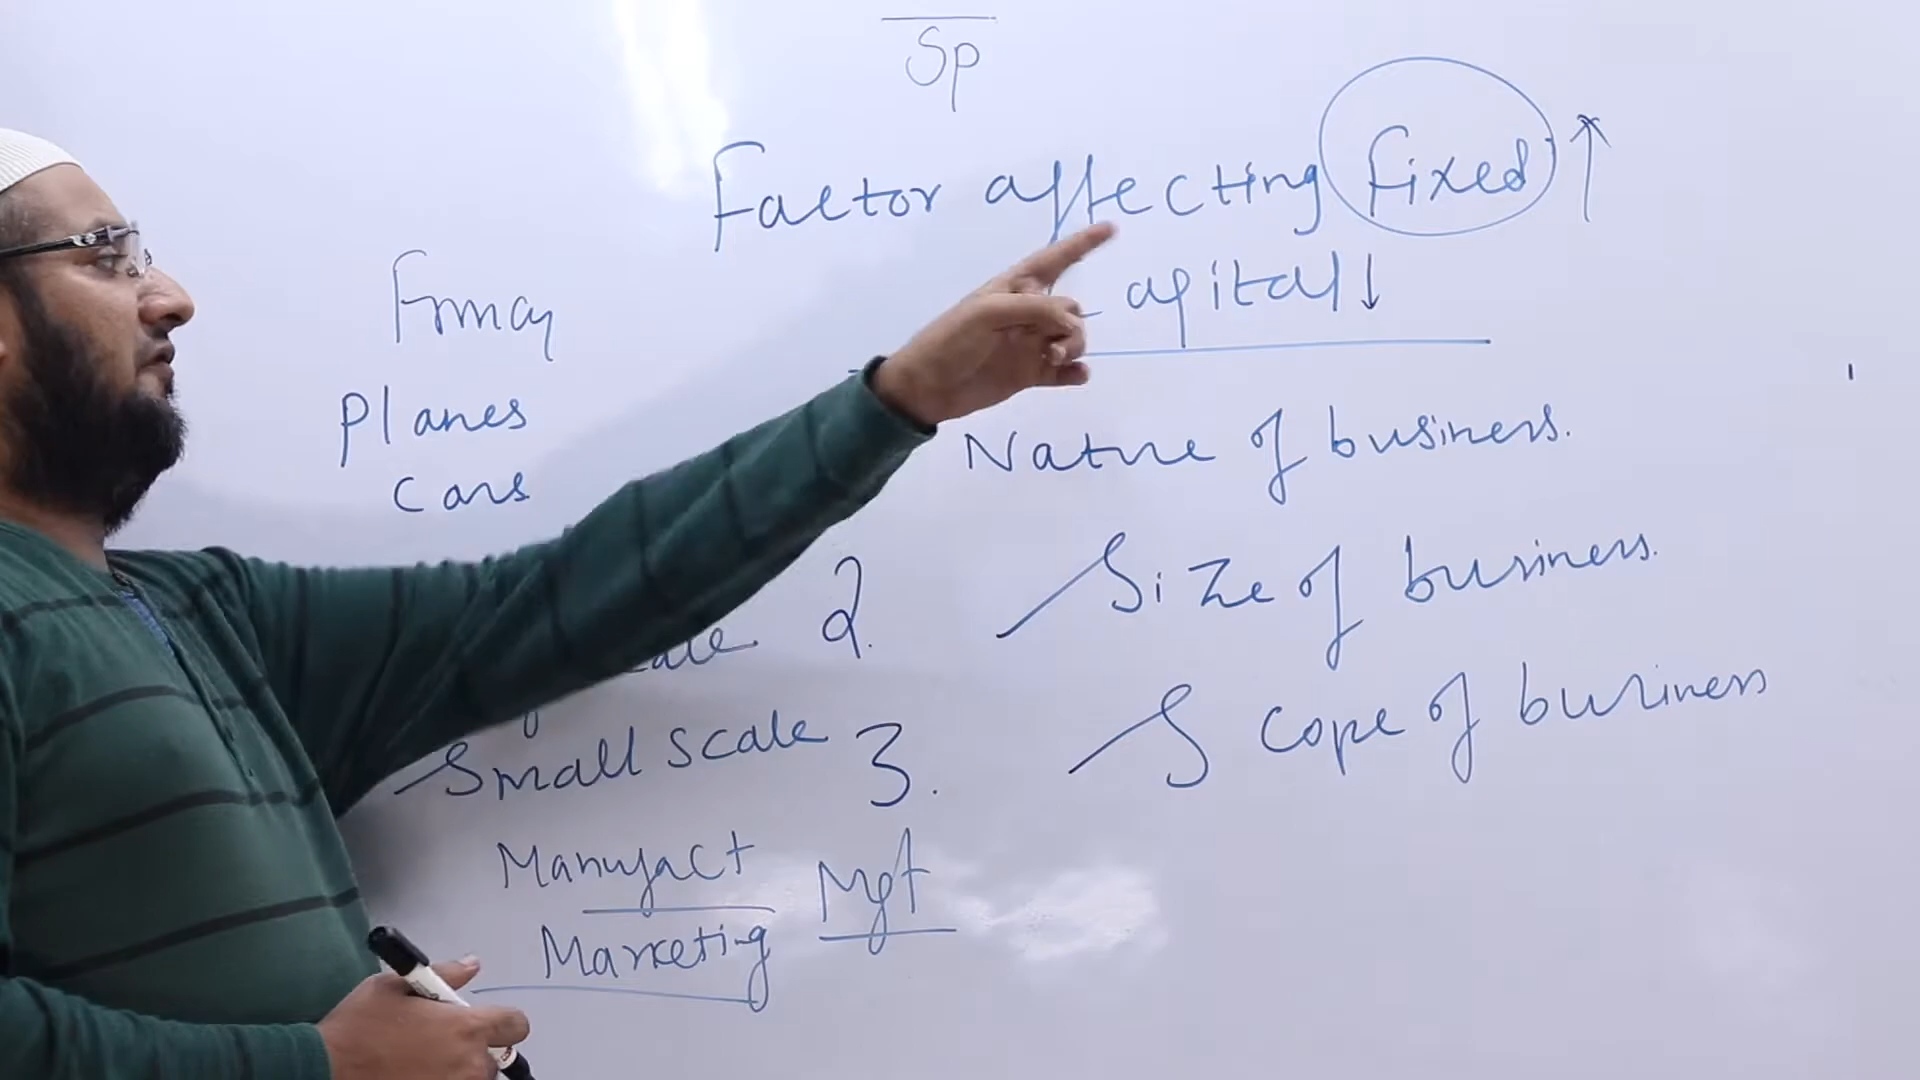 Sp
Factor affecting Fixed ↑
Capital ↓
Planes
Cars
Nature of business.
2. Size of business.
Small scale
3. Scope of business
Manufact
Mgt
Marketing